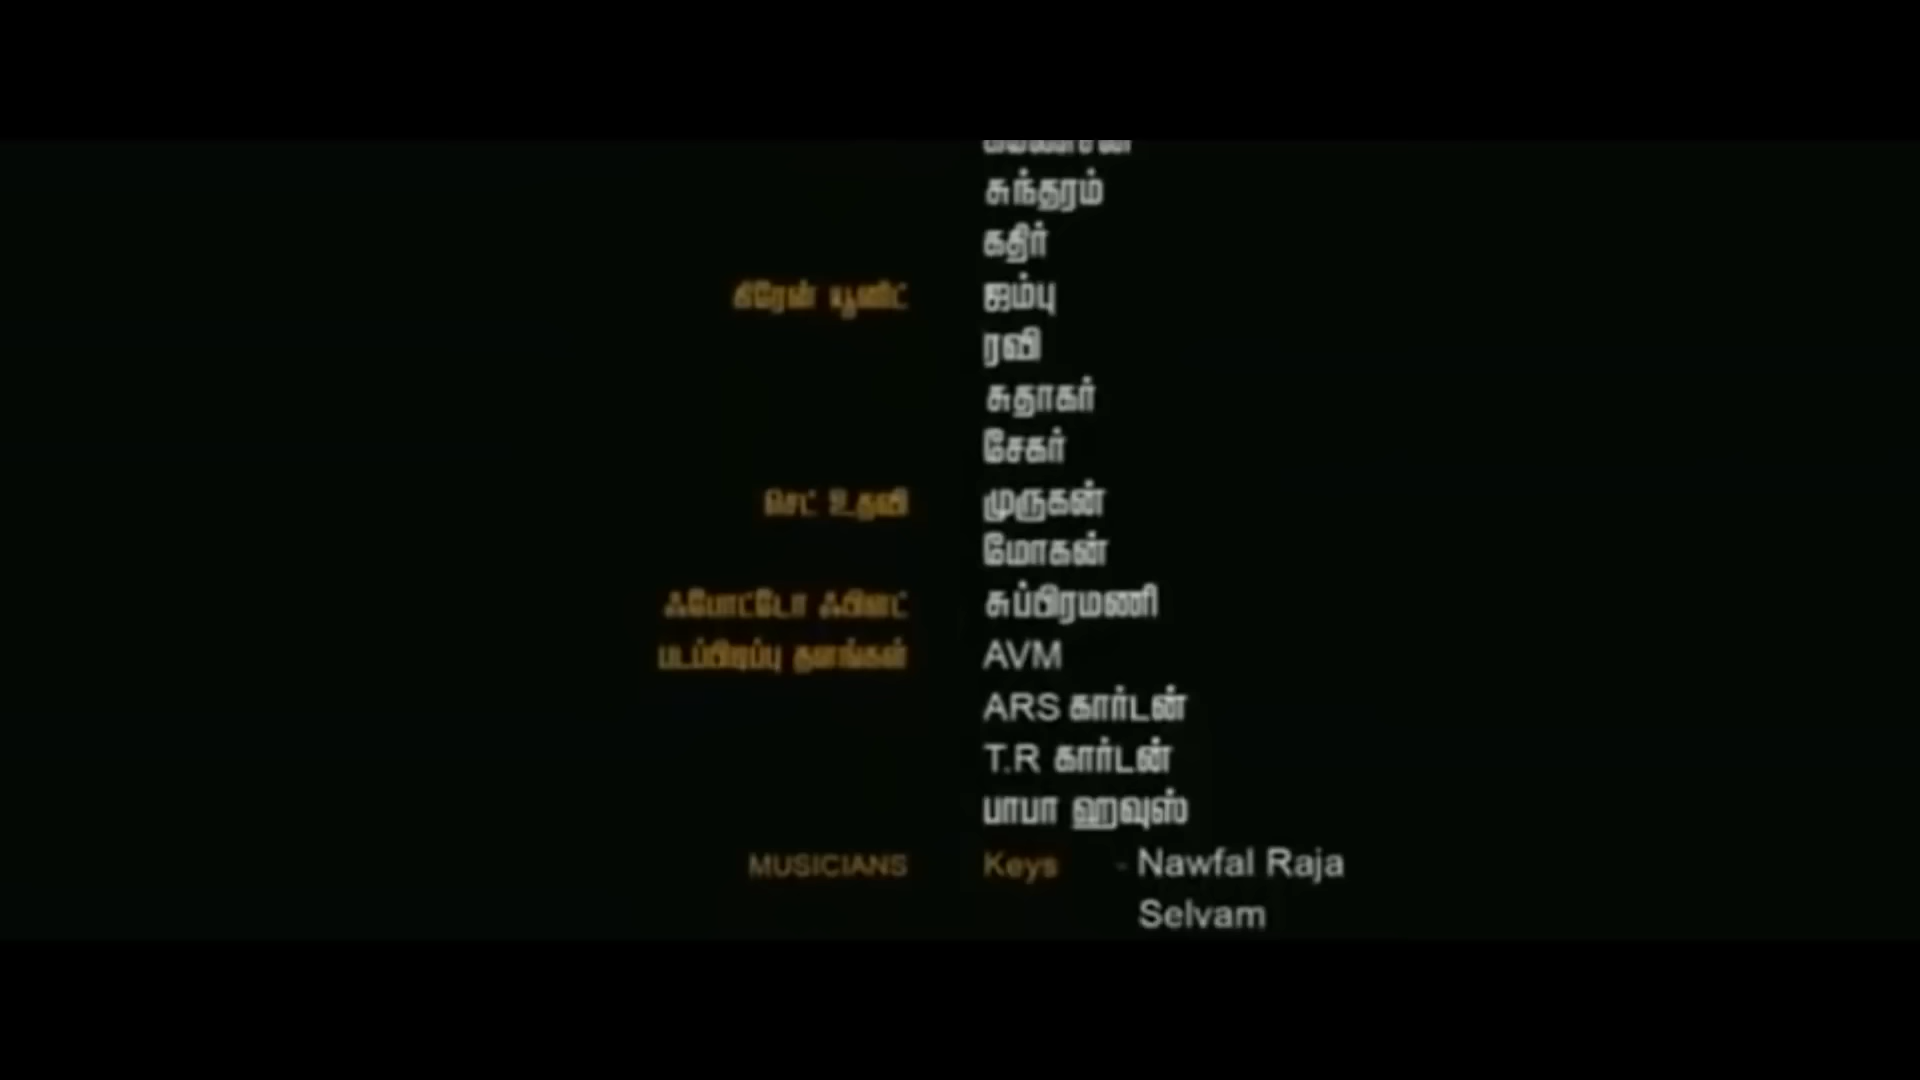 சுந்தரம்
கதிர்
கிரேன் யூனிட் ஜம்பு
ரவி
சுதாகர்
சேகர்
செட் உதவி முருகன்
மோகன்
ஃபோட்டோ ஃபிளட் சுப்பிரமணி
படப்பிடிப்பு தளங்கள் AVM
ARS கார்டன்
T.R கார்டன்
பாபா ஹவுஸ்
MUSICIANS Keys - Nawfal Raja
Selvam